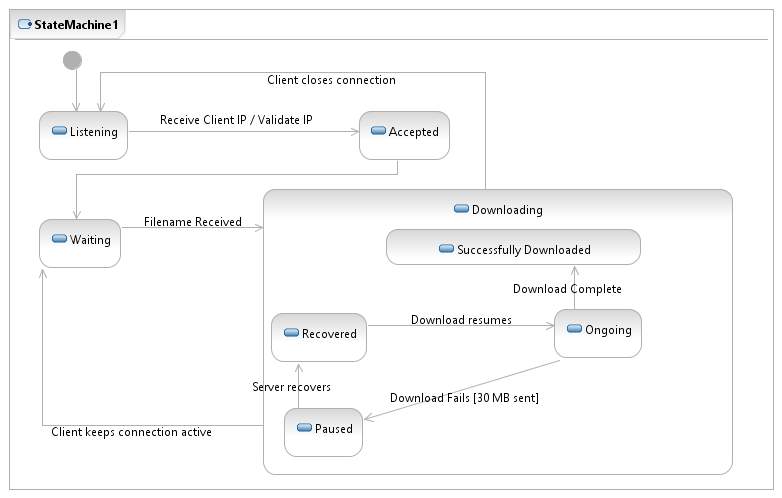 StateMachine1
Client closes connection
Receive Client IP / Validate IP
Listening
Accepted
Downloading
Filename Received
Waiting
Successfully Downloaded
Download Complete
Download resumes
Recovered
Ongoing
Server recovers
Download Fails [30 MB sent]
Paused
Client keeps connection active